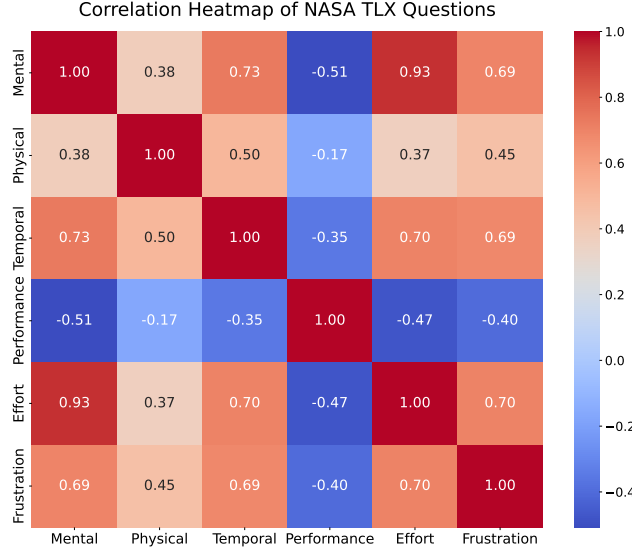 Correlation Heatmap of NASA TLX Questions
Mental 1.00 0.38 0.73 -0.51 0.93 0.69
Physical 0.38 1.00 0.50 -0.17 0.37 0.45
Temporal 0.73 0.50 1.00 -0.35 0.70 0.69
Performance -0.51 -0.17 -0.35 1.00 -0.47 -0.40
Effort 0.93 0.37 0.70 -0.47 1.00 0.70
Frustration 0.69 0.45 0.69 -0.40 0.70 1.00
Mental Physical Temporal Performance Effort Frustration
1.0
0.8
0.6
0.4
0.2
0.0
−0.2
−0.4